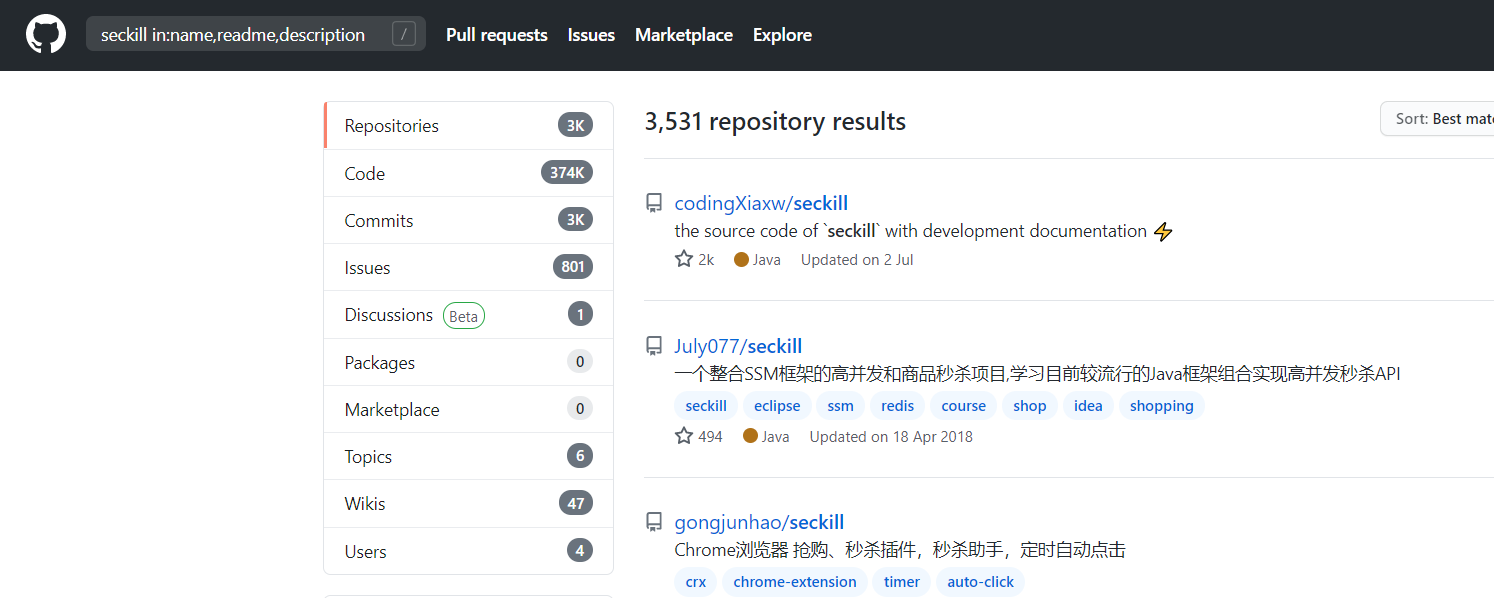 seckill in:name,readme,description / Pull requests Issues Marketplace Explore
Repositories 3K
Code 374K
Commits 3K
Issues 801
Discussions Beta 1
Packages 0
Marketplace 0
Topics 6
Wikis 47
Users 4
3,531 repository results
Sort: Best
codingXiaxw/seckill
the source code of `seckill` with development documentation ⚡
2k Java Updated on 2 Jul
July077/seckill
一个整合SSM框架的高并发和商品秒杀项目,学习目前较流行的Java框架组合实现高并发秒杀API
seckill eclipse ssm redis course shop idea shopping
494 Java Updated on 18 Apr 2018
gongjunhao/seckill
Chrome浏览器 抢购、秒杀插件，秒杀助手，定时自动点击
crx chrome-extension timer auto-click